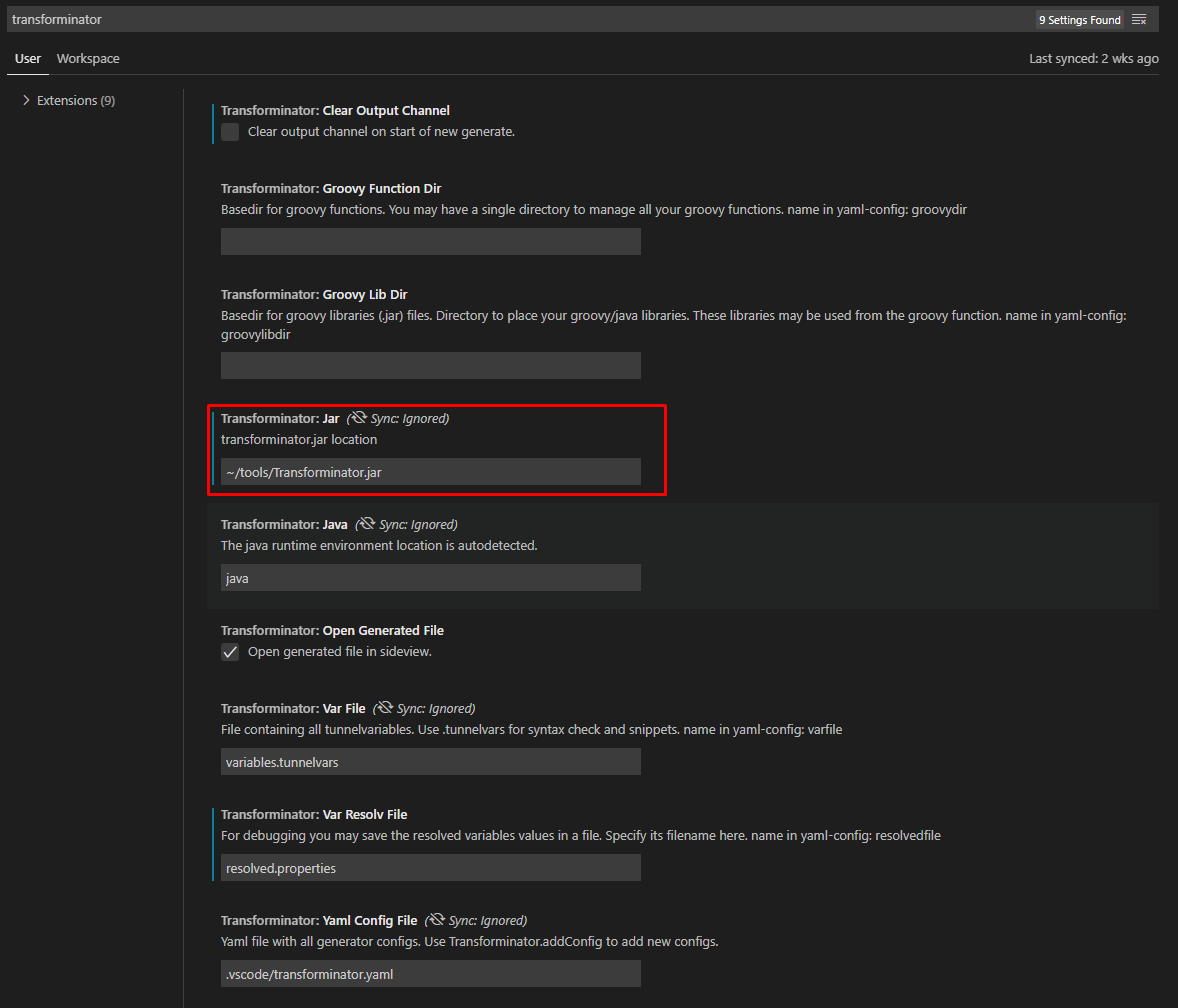 transforminator
9 Settings Found
User
Workspace
Last synced: 2 wks ago
Extensions (9)
Transforminator: Clear Output Channel
Clear output channel on start of new generate.
Transforminator: Groovy Function Dir
Basedir for groovy functions. You may have a single directory to manage all your groovy functions. name in yaml-config: groovydir
Transforminator: Groovy Lib Dir
Basedir for groovy libraries (.jar) files. Directory to place your groovy/java libraries. These libraries may be used from the groovy function. name in yaml-config:
groovylibdir
Transforminator: Jar (Sync: Ignored)
transforminator.jar location
~/tools/Transforminator.jar
Transforminator: Java (Sync: Ignored)
The java runtime environment location is autodetected.
java
Transforminator: Open Generated File
Open generated file in sideview.
Transforminator: Var File (Sync: Ignored)
File containing all tunnelvariables. Use .tunnelvars for syntax check and snippets. name in yaml-config: varfile
variables.tunnelvars
Transforminator: Var Resolv File
For debugging you may save the resolved variables values in a file. Specify its filename here. name in yaml-config: resolvedfile
resolved.properties
Transforminator: Yaml Config File (Sync: Ignored)
Yaml file with all generator configs. Use Transforminator.addConfig to add new configs.
.vscode/transforminator.yaml